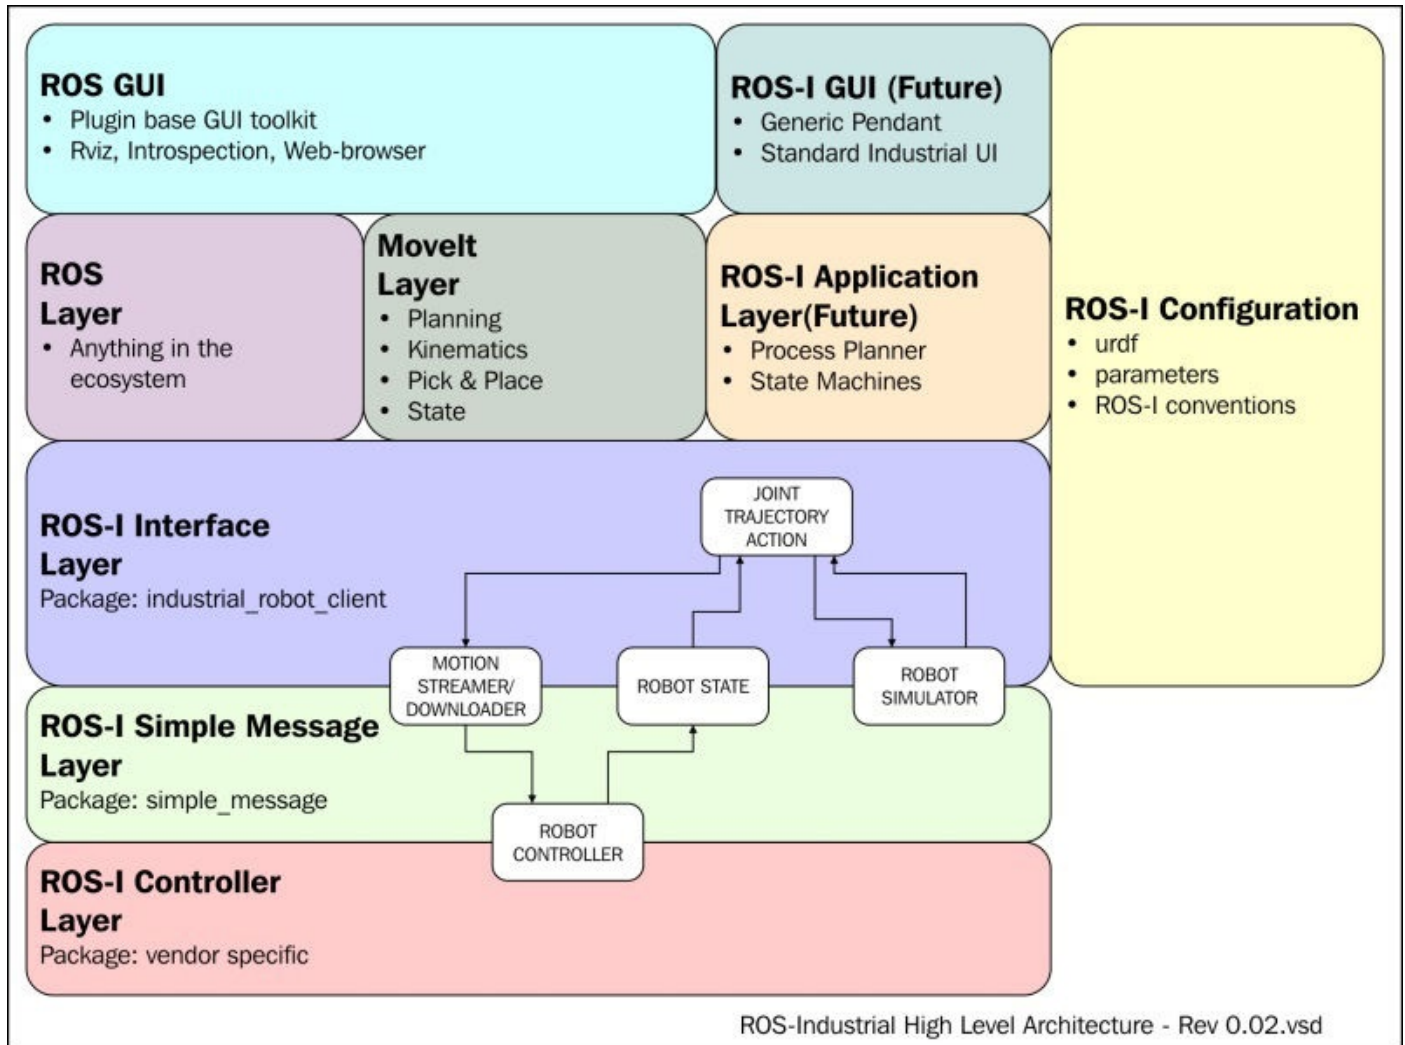 ROS GUI
• Plugin base GUI toolkit
• Rviz, Introspection, Web-browser
ROS-I GUI (Future)
• Generic Pendant
• Standard Industrial UI
ROS
Layer
• Anything in the
ecosystem
MoveIt
Layer
• Planning
• Kinematics
• Pick & Place
• State
ROS-I Application
Layer(Future)
• Process Planner
• State Machines
ROS-I Configuration
• urdf
• parameters
• ROS-I conventions
ROS-I Interface
Layer
Package: industrial_robot_client
JOINT
TRAJECTORY
ACTION
MOTION
STREAMER/
DOWNLOADER
ROBOT STATE
ROBOT
SIMULATOR
ROS-I Simple Message
Layer
Package: simple_message
ROBOT
CONTROLLER
ROS-I Controller
Layer
Package: vendor specific
ROS-Industrial High Level Architecture - Rev 0.02.vsd